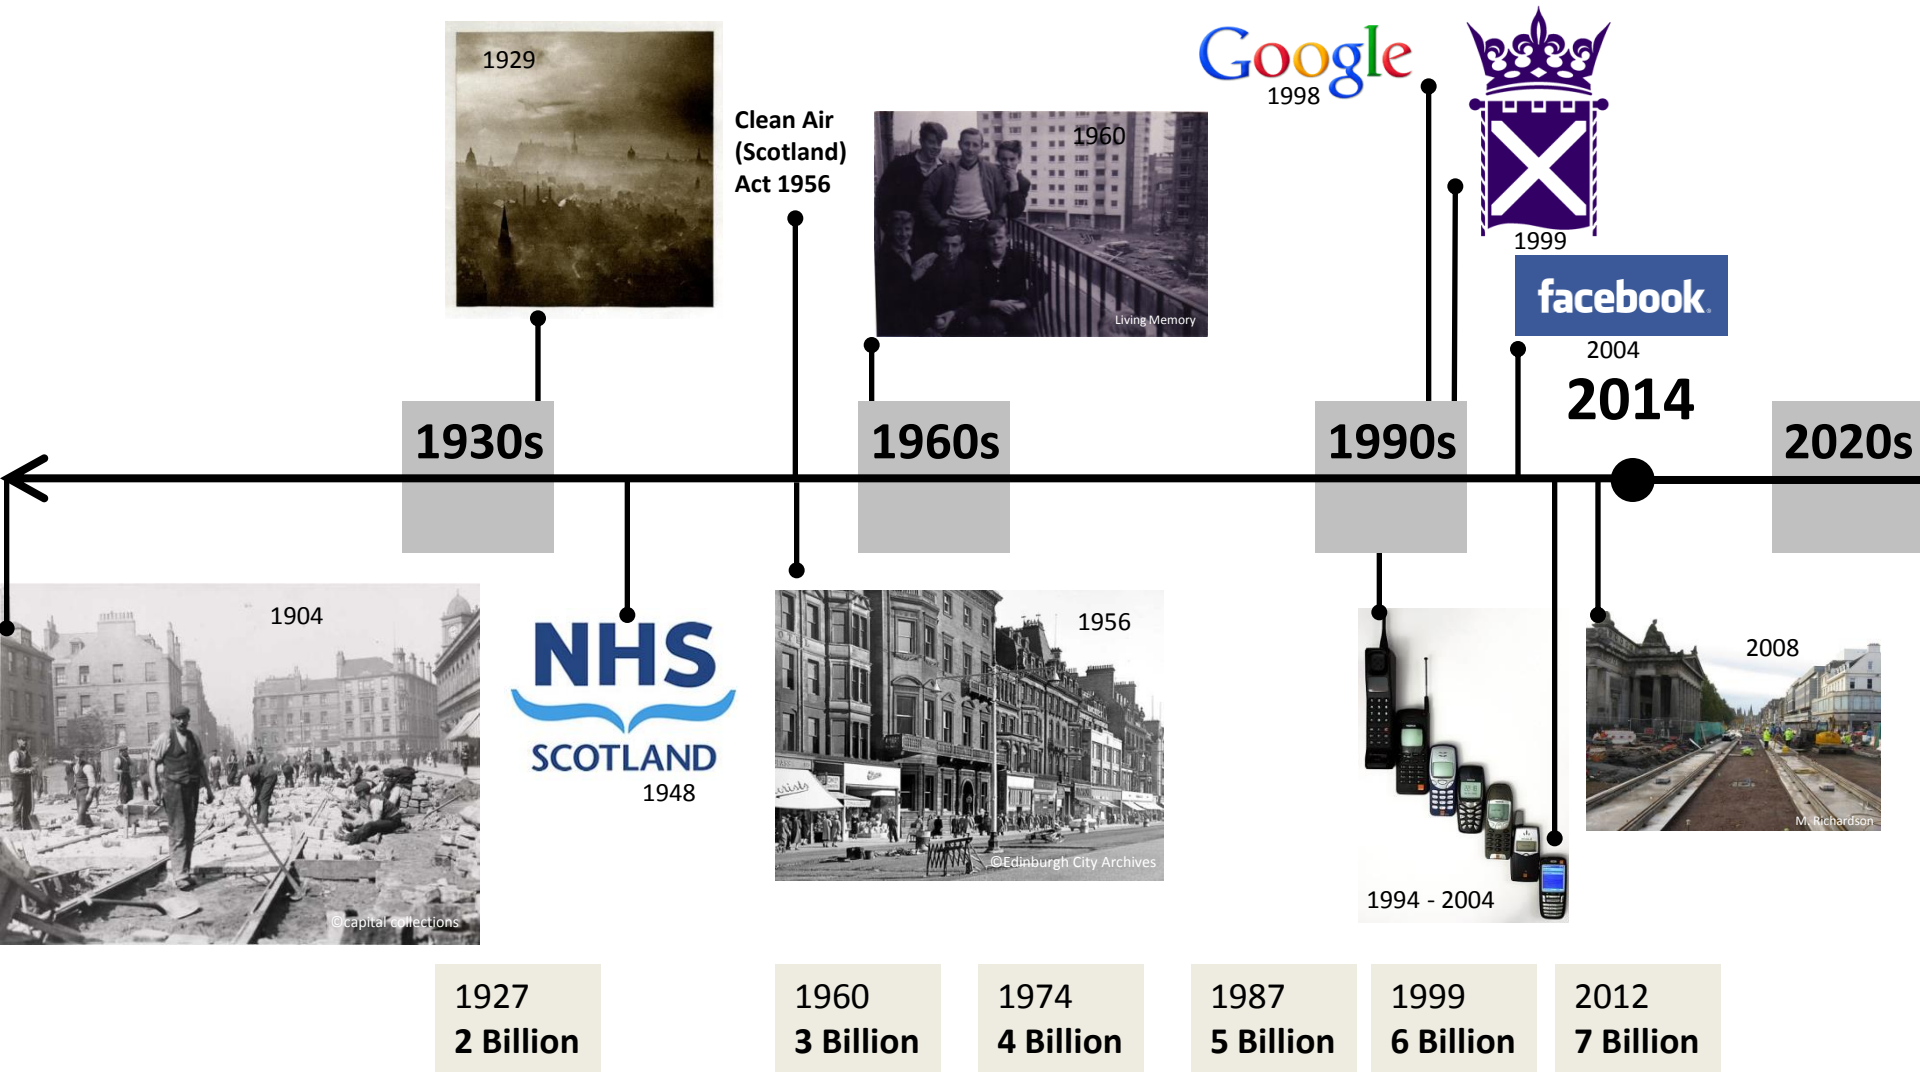 1929
Clean Air
(Scotland)
Act 1956
1960
Living Memory
Google
1998
1999
facebook
2004
2014
1930s
1960s
1990s
2020s
1904
©capital collections
NHS
SCOTLAND
1948
1956
©Edinburgh City Archives
1994 - 2004
2008
M. Richardson
1927
2 Billion
1960
3 Billion
1974
4 Billion
1987
5 Billion
1999
6 Billion
2012
7 Billion